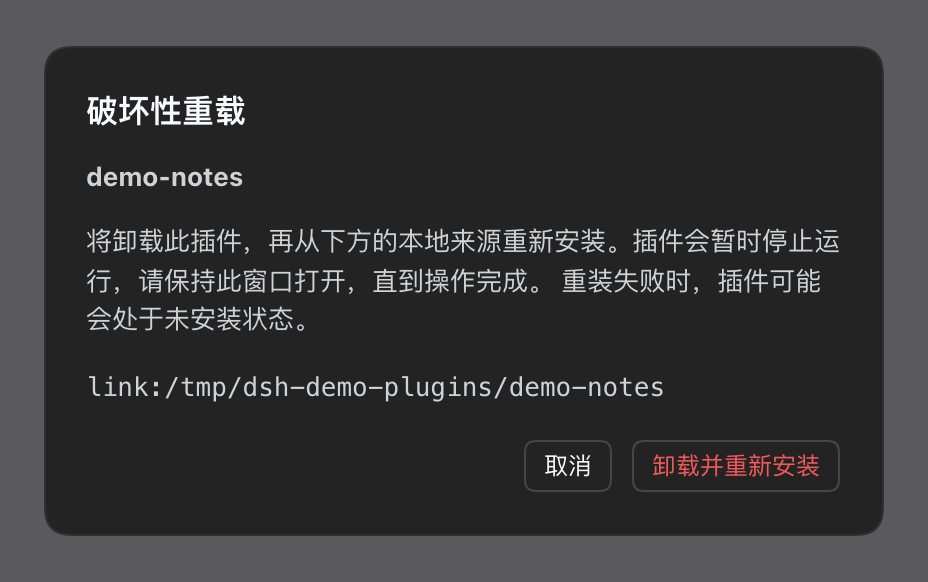 破坏性重载
demo-notes
将卸载此插件，再从下方的本地来源重新安装。插件会暂时停止运
行，请保持此窗口打开，直到操作完成。 重装失败时，插件可能
会处于未安装状态。
link:/tmp/dsh-demo-plugins/demo-notes
取消
卸载并重新安装